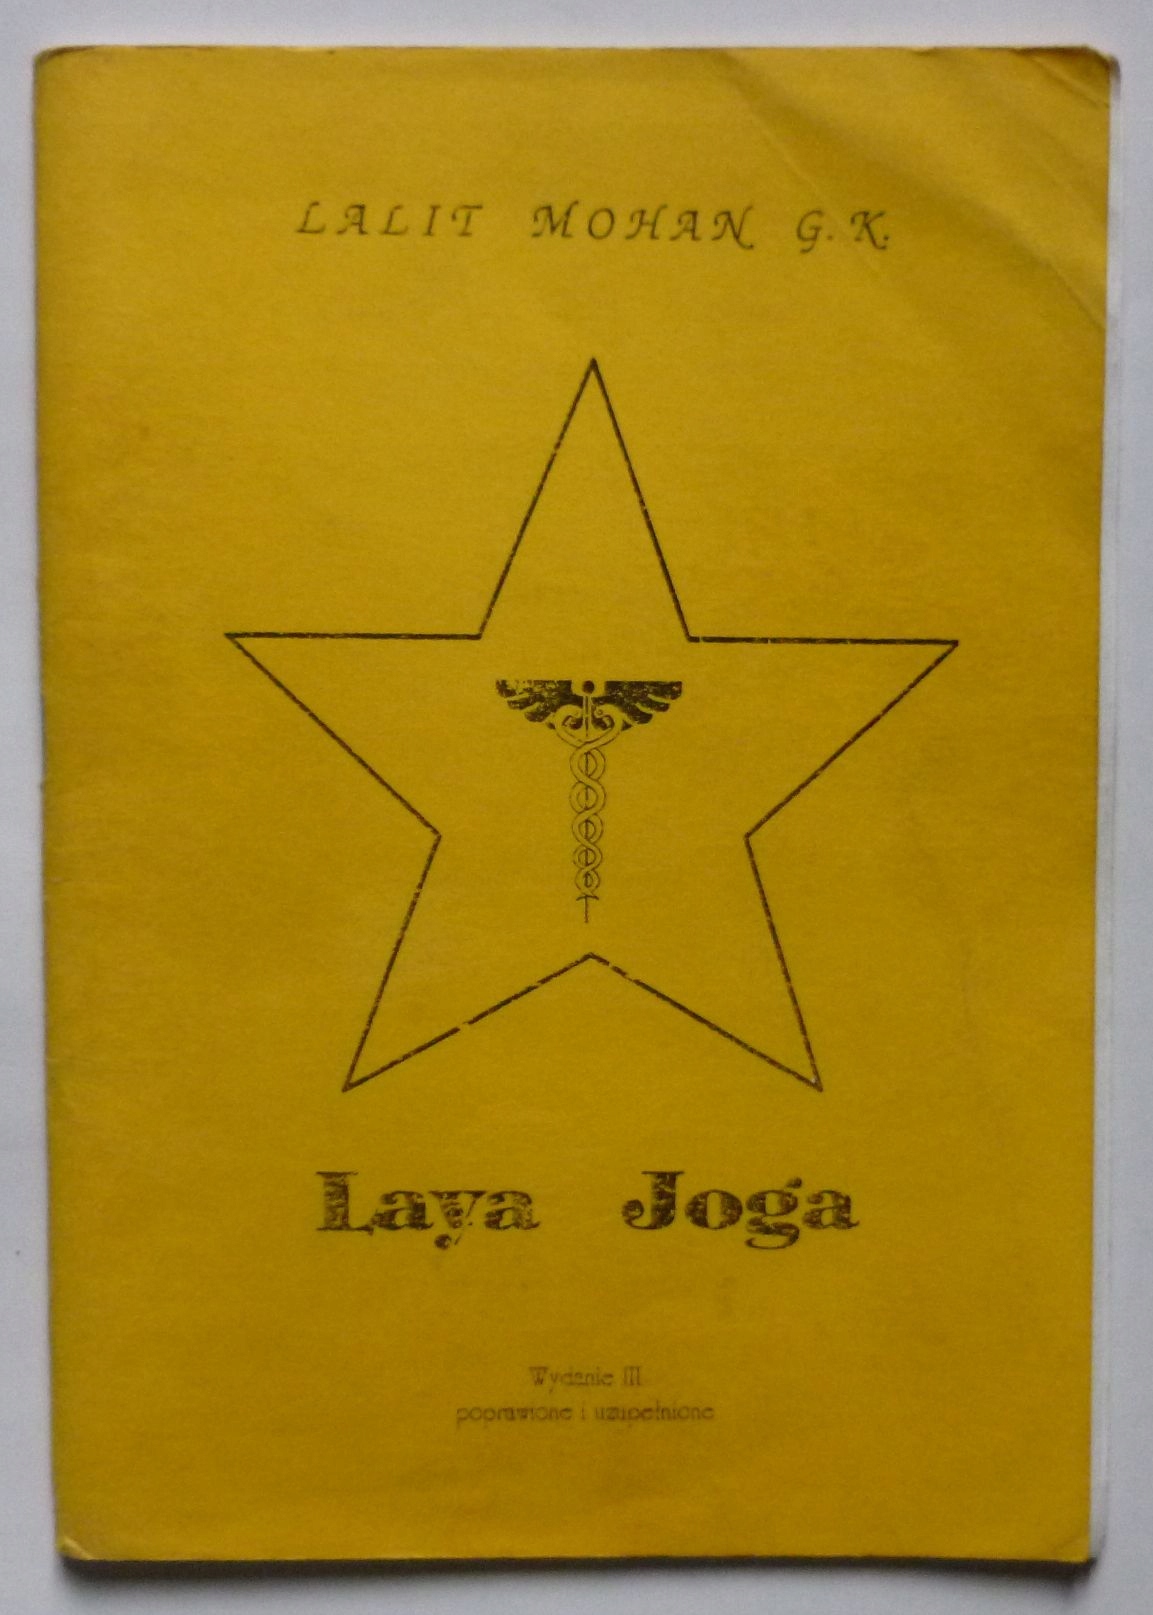 LALIT MOHAN G.K.
Laya Joga
Wydanie III
poprawione i uzupełnione